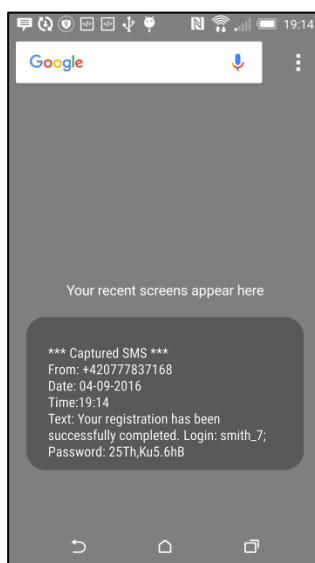 19:14
Google
Your recent screens appear here
*** Captured SMS ***
From: +420777837168
Date: 04-09-2016
Time:19:14
Text: Your registration has been
successfully completed. Login: smith_7;
Password: 25Th,Ku5.6hB